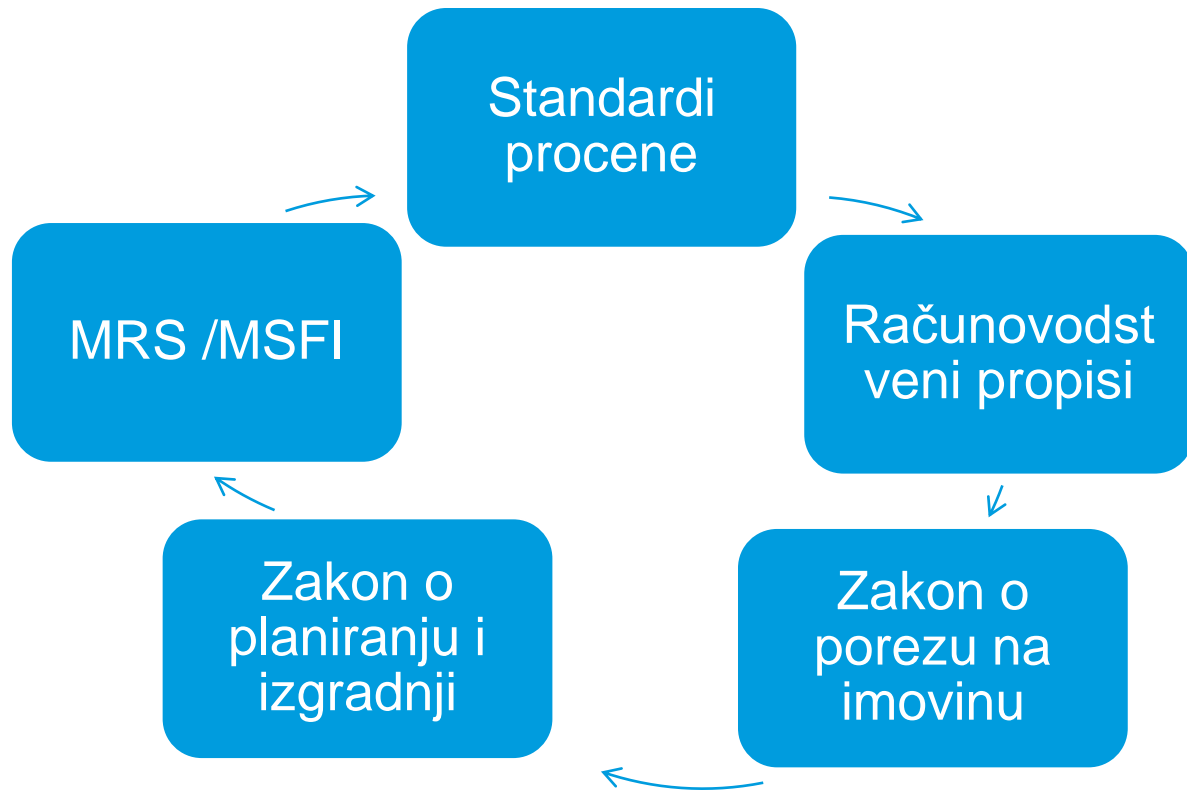 Standardi
procene
Računovodst
veni propisi
Zakon o
porezu na
imovinu
Zakon o
planiranju i
izgradnji
MRS /MSFI